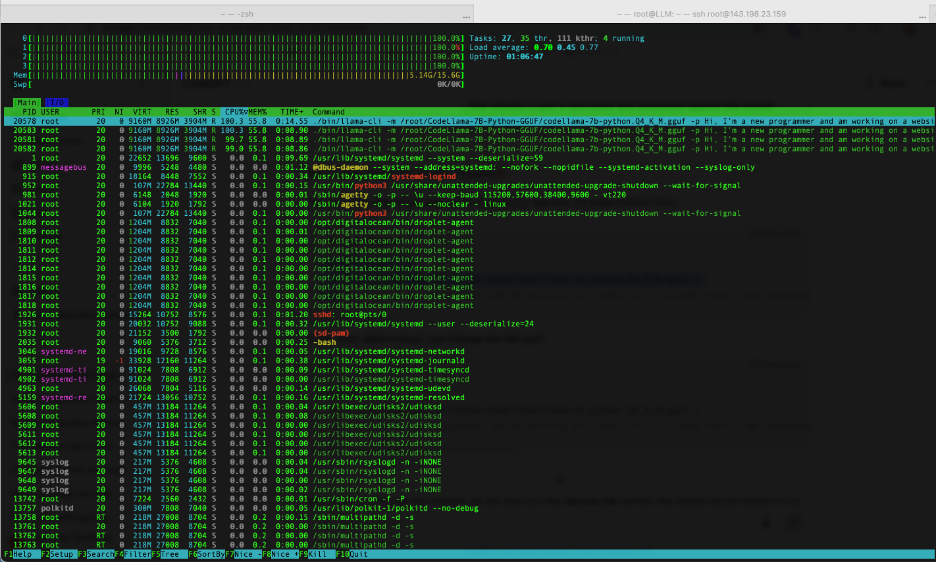 — — -zsh
— — root@LLM: — — ssh root@143.198.23.159
0[||||||||||||||||||||||||||||||||||||||||100.0%] Tasks: 27, 35 thr, 111 kthr; 4 running
1[||||||||||||||||||||||||||||||||||||||||100.0%] Load average: 0.70 0.45 0.77
2[||||||||||||||||||||||||||||||||||||||||100.0%] Uptime: 01:06:47
3[||||||||||||||||||||||||||||||||||||||||100.0%]
Mem[||||||||||||||||||||||||||||||||||||5.14G/15.6G]
Swp[ 0K/0K]
Main I/O
PID USER PRI NI VIRT RES SHR S CPU%▽MEM% TIME+ Command
20578 root 20 0 9160M 8926M 3904M R 100.3 55.8 0:14.55 ./bin/llama-cli -m /root/CodeLlama-7B-Python-GGUF/codellama-7b-python.Q4_K_M.gguf -p Hi, I'm a new programmer and am working on a websi
20583 root 20 0 9160M 8926M 3904M R 100.3 55.8 0:08.90 ./bin/llama-cli -m /root/CodeLlama-7B-Python-GGUF/codellama-7b-python.Q4_K_M.gguf -p Hi, I'm a new programmer and am working on a websi
20581 root 20 0 9160M 8926M 3904M R 99.7 55.8 0:08.89 ./bin/llama-cli -m /root/CodeLlama-7B-Python-GGUF/codellama-7b-python.Q4_K_M.gguf -p Hi, I'm a new programmer and am working on a websi
20582 root 20 0 9160M 8926M 3904M R 99.0 55.8 0:08.86 ./bin/llama-cli -m /root/CodeLlama-7B-Python-GGUF/codellama-7b-python.Q4_K_M.gguf -p Hi, I'm a new programmer and am working on a websi
1 root 20 0 22652 13696 9600 S 0.0 0.1 0:09.69 /usr/lib/systemd/systemd --system --deserialize=59
899 messagebus 20 0 9996 5248 4480 S 0.0 0.0 0:01.12 @dbus-daemon --system --address=systemd: --nofork --nopidfile --systemd-activation --syslog-only
915 root 20 0 18164 8448 7552 S 0.0 0.1 0:00.34 /usr/lib/systemd/systemd-logind
952 root 20 0 107M 22784 13440 S 0.0 0.1 0:00.15 /usr/bin/python3 /usr/share/unattended-upgrades/unattended-upgrade-shutdown --wait-for-signal
981 root 20 0 6148 2048 1920 S 0.0 0.0 0:00.01 /sbin/agetty -o -p -- \u --keep-baud 115200,57600,38400,9600 - vt220
1021 root 20 0 6104 1920 1792 S 0.0 0.0 0:00.00 /sbin/agetty -o -p -- \u --noclear - linux
1044 root 20 0 107M 22784 13440 S 0.0 0.1 0:00.00 /usr/bin/python3 /usr/share/unattended-upgrades/unattended-upgrade-shutdown --wait-for-signal
1808 root 20 0 1204M 8832 7040 S 0.0 0.1 0:00.04 /opt/digitalocean/bin/droplet-agent
1809 root 20 0 1204M 8832 7040 S 0.0 0.1 0:00.01 /opt/digitalocean/bin/droplet-agent
1810 root 20 0 1204M 8832 7040 S 0.0 0.1 0:00.00 /opt/digitalocean/bin/droplet-agent
1811 root 20 0 1204M 8832 7040 S 0.0 0.1 0:00.00 /opt/digitalocean/bin/droplet-agent
1812 root 20 0 1204M 8832 7040 S 0.0 0.1 0:00.00 /opt/digitalocean/bin/droplet-agent
1814 root 20 0 1204M 8832 7040 S 0.0 0.1 0:00.00 /opt/digitalocean/bin/droplet-agent
1815 root 20 0 1204M 8832 7040 S 0.0 0.1 0:00.00 /opt/digitalocean/bin/droplet-agent
1816 root 20 0 1204M 8832 7040 S 0.0 0.1 0:00.00 /opt/digitalocean/bin/droplet-agent
1817 root 20 0 1204M 8832 7040 S 0.0 0.1 0:00.00 /opt/digitalocean/bin/droplet-agent
1818 root 20 0 1204M 8832 7040 S 0.0 0.1 0:00.00 /opt/digitalocean/bin/droplet-agent
1926 root 20 0 15264 10752 8576 S 0.0 0.1 0:01.20 sshd: root@pts/0
1931 root 20 0 20032 10752 9088 S 0.0 0.1 0:00.32 /usr/lib/systemd/systemd --user --deserialize=24
1932 root 20 0 21152 3500 1792 S 0.0 0.0 0:00.00 (sd-pam)
2035 root 20 0 9060 5376 3712 S 0.0 0.0 0:00.25 -bash
3046 systemd-ne 20 0 19016 9728 8576 S 0.0 0.1 0:00.05 /usr/lib/systemd/systemd-networkd
3055 root 19 -1 33928 12160 11264 S 0.0 0.1 0:00.38 /usr/lib/systemd/systemd-journald
4901 systemd-ti 20 0 91024 7808 6912 S 0.0 0.0 0:00.09 /usr/lib/systemd/systemd-timesyncd
4902 systemd-ti 20 0 91024 7808 6912 S 0.0 0.0 0:00.00 /usr/lib/systemd/systemd-timesyncd
4963 root 20 0 26068 7804 5116 S 0.0 0.0 0:00.14 /usr/lib/systemd/systemd-udevd
5159 systemd-re 20 0 21724 13056 10752 S 0.0 0.1 0:00.16 /usr/lib/systemd/systemd-resolved
5606 root 20 0 457M 13184 11264 S 0.0 0.1 0:00.08 /usr/libexec/udisks2/udisksd
5608 root 20 0 457M 13184 11264 S 0.0 0.1 0:00.00 /usr/libexec/udisks2/udisksd
5609 root 20 0 457M 13184 11264 S 0.0 0.1 0:00.00 /usr/libexec/udisks2/udisksd
5611 root 20 0 457M 13184 11264 S 0.0 0.1 0:00.02 /usr/libexec/udisks2/udisksd
5612 root 20 0 457M 13184 11264 S 0.0 0.1 0:00.00 /usr/libexec/udisks2/udisksd
5613 root 20 0 457M 13184 11264 S 0.0 0.1 0:00.00 /usr/libexec/udisks2/udisksd
9645 syslog 20 0 217M 5376 4608 S 0.0 0.0 0:00.04 /usr/sbin/rsyslogd -n -iNONE
9647 syslog 20 0 217M 5376 4608 S 0.0 0.0 0:00.04 /usr/sbin/rsyslogd -n -iNONE
9648 syslog 20 0 217M 5376 4608 S 0.0 0.0 0:00.00 /usr/sbin/rsyslogd -n -iNONE
9649 syslog 20 0 217M 5376 4608 S 0.0 0.0 0:00.02 /usr/sbin/rsyslogd -n -iNONE
13742 root 20 0 7224 2560 2432 S 0.0 0.0 0:00.01 /usr/sbin/cron -f -P
13757 polkitd 20 0 300M 7808 7040 S 0.0 0.0 0:00.05 /usr/lib/polkit-1/polkitd --no-debug
13758 root RT 0 218M 27008 8704 S 0.0 0.2 0:00.15 /sbin/multipathd -d -s
13761 root RT 0 218M 27008 8704 S 0.0 0.2 0:00.00 /sbin/multipathd -d -s
13762 root RT 0 218M 27008 8704 S 0.0 0.2 0:00.00 /sbin/multipathd -d -s
13763 root RT 0 218M 27008 8704 S 0.0 0.2 0:00.00 /sbin/multipathd -d -s
F1Help F2Setup F3SearchF4FilterF5Tree F6SortByF7Nice -F8Nice +F9Kill F10Quit